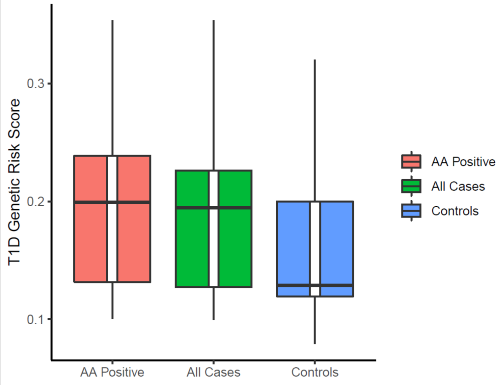 T1D Genetic Risk Score
0.3
0.2
0.1
AA Positive
All Cases
Controls
AA Positive
All Cases
Controls